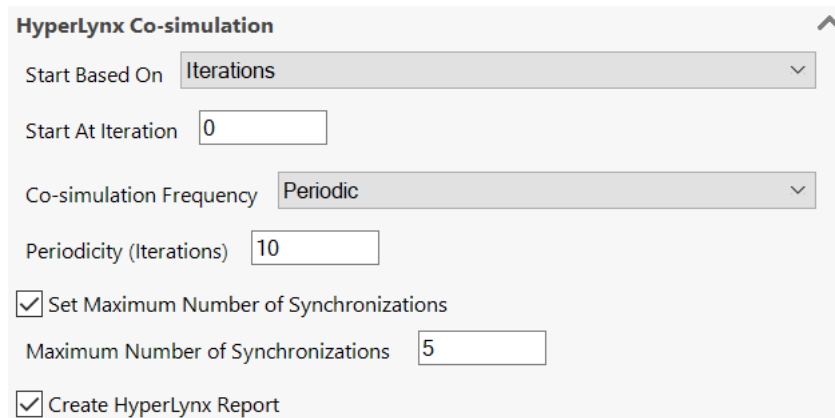 HyperLynx Co-simulation
Start Based On Iterations
Start At Iteration 0
Co-simulation Frequency Periodic
Periodicity (Iterations) 10
Set Maximum Number of Synchronizations
Maximum Number of Synchronizations 5
Create HyperLynx Report